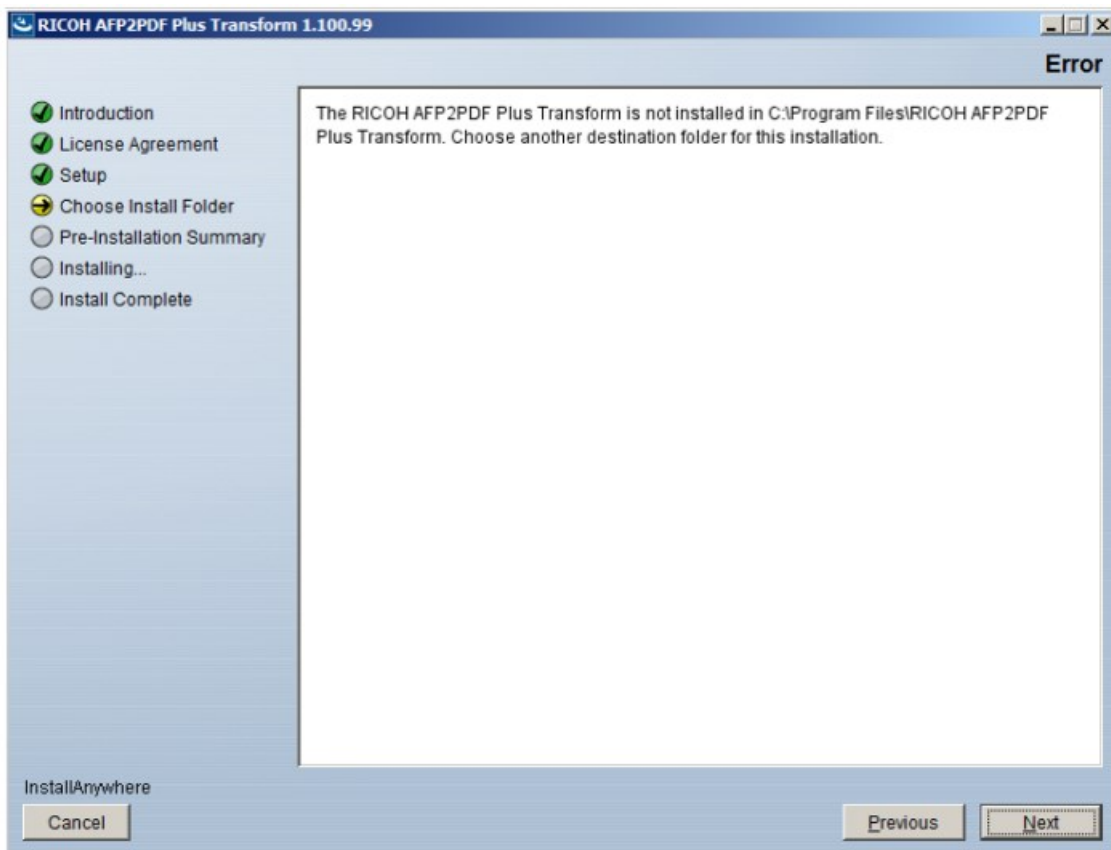 RICOH AFP2PDF Plus Transform 1.100.99
Error
Introduction
License Agreement
Setup
Choose Install Folder
Pre-Installation Summary
Installing...
Install Complete
The RICOH AFP2PDF Plus Transform is not installed in C:\Program Files\RICOH AFP2PDF
Plus Transform. Choose another destination folder for this installation.
InstallAnywhere
Cancel
Previous
Next